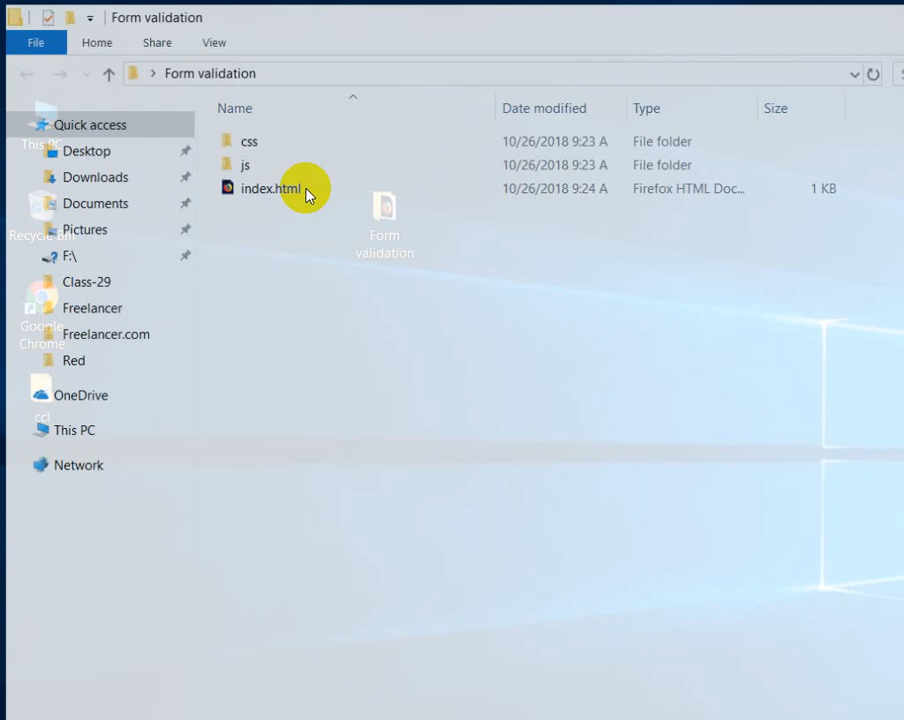 Form validation
File Home Share View
Form validation
Name Date modified Type Size
Quick access
This PC
css 10/26/2018 9:23 A File folder
Desktop
js 10/26/2018 9:23 A File folder
Downloads
index.html 10/26/2018 9:24 A Firefox HTML Doc... 1 KB
Documents
Pictures
Recycle Bin
Form
validation
F:\
Class-29
Freelancer
Google
Chrome
Freelancer.com
Red
OneDrive
ccl
This PC
Network